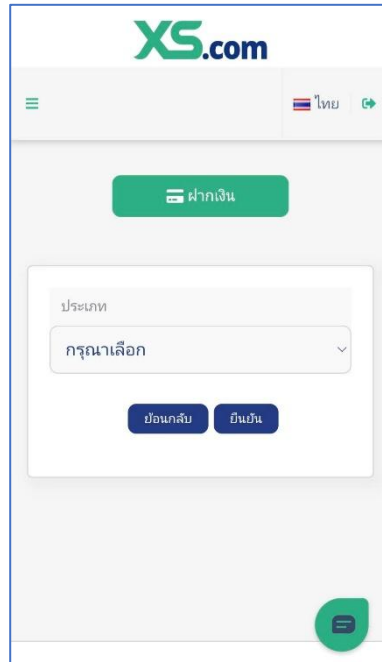 XS.com
ไทย
ฝากเงิน
ประเภท
กรุณาเลือก
ย้อนกลับ ยืนยัน